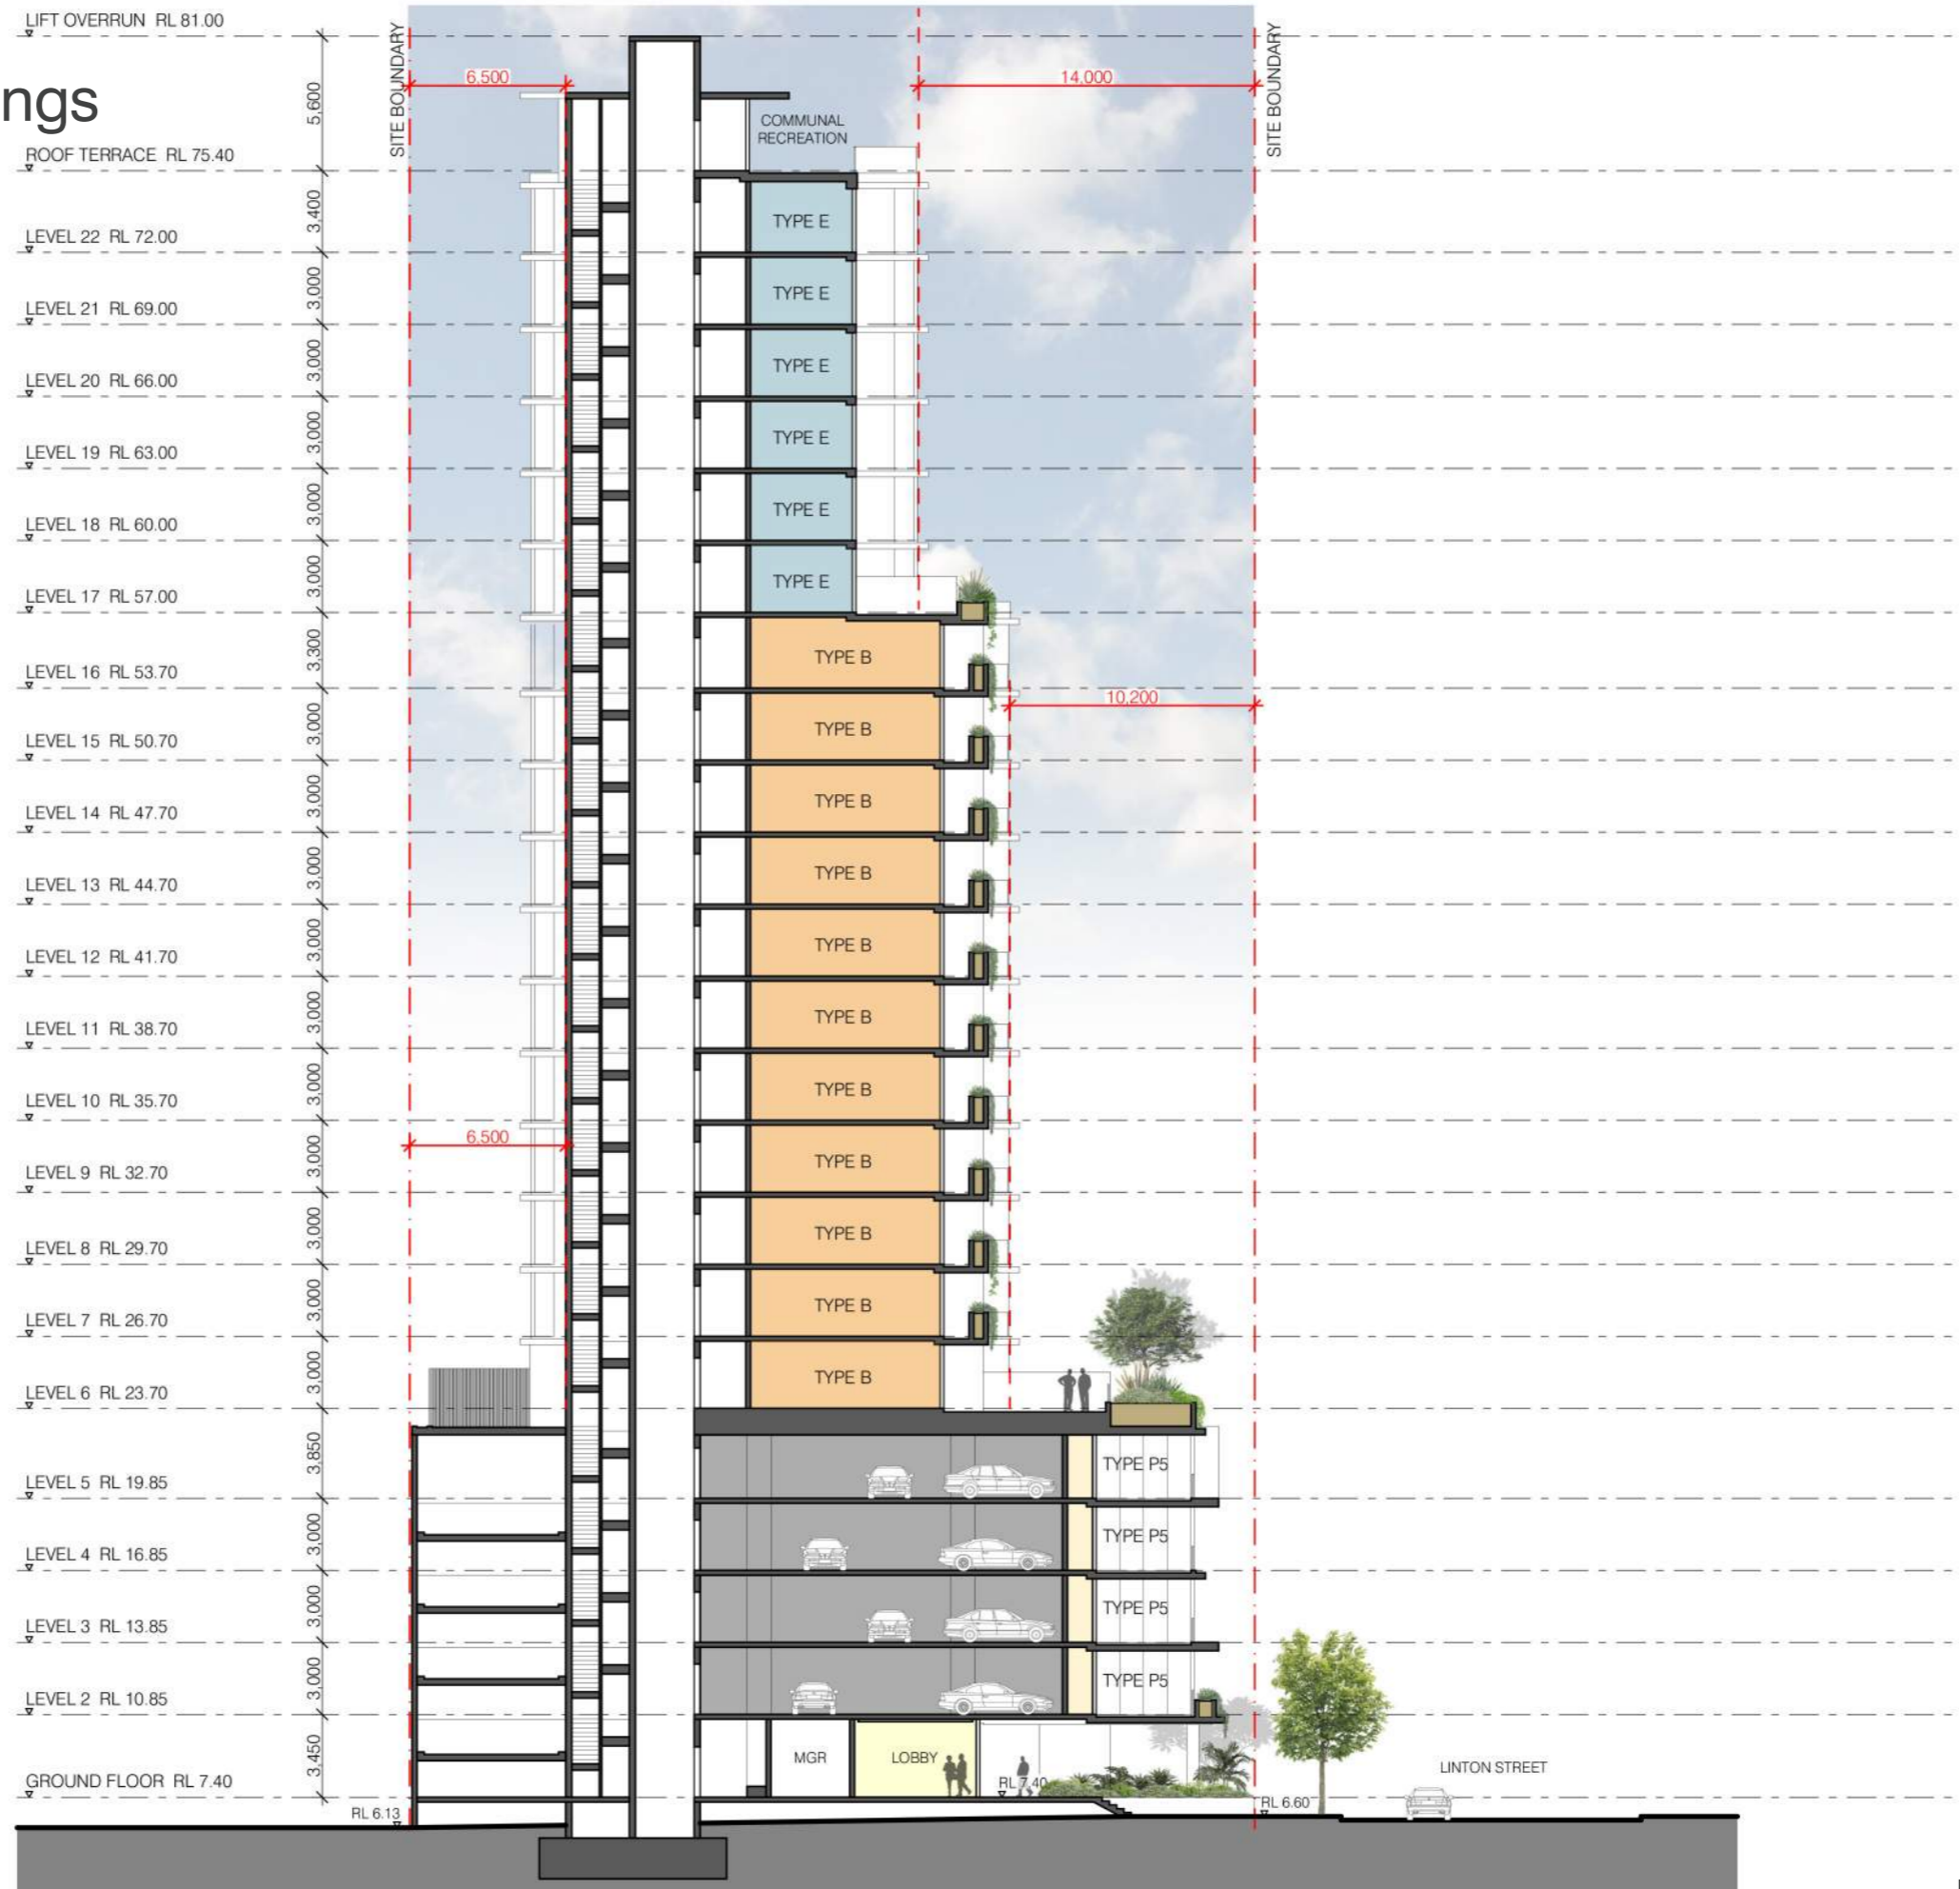 LIFT OVERRUN RL 81.00
SITE BOUNDARY
6,500
14,000
SITE BOUNDARY
ngs
5,600
COMMUNAL
RECREATION
ROOF TERRACE RL 75.40
3,400
TYPE E
LEVEL 22 RL 72.00
3,000
TYPE E
LEVEL 21 RL 69.00
3,000
TYPE E
LEVEL 20 RL 66.00
3,000
TYPE E
LEVEL 19 RL 63.00
3,000
TYPE E
LEVEL 18 RL 60.00
3,000
TYPE E
LEVEL 17 RL 57.00
3,300
TYPE B
LEVEL 16 RL 53.70
10,200
3,000
TYPE B
LEVEL 15 RL 50.70
3,000
TYPE B
LEVEL 14 RL 47.70
3,000
TYPE B
LEVEL 13 RL 44.70
3,000
TYPE B
LEVEL 12 RL 41.70
3,000
TYPE B
LEVEL 11 RL 38.70
3,000
TYPE B
LEVEL 10 RL 35.70
6,500
3,000
TYPE B
LEVEL 9 RL 32.70
3,000
TYPE B
LEVEL 8 RL 29.70
3,000
TYPE B
LEVEL 7 RL 26.70
3,000
TYPE B
LEVEL 6 RL 23.70
3,850
TYPE P5
LEVEL 5 RL 19.85
3,000
TYPE P5
LEVEL 4 RL 16.85
3,000
TYPE P5
LEVEL 3 RL 13.85
3,000
TYPE P5
LEVEL 2 RL 10.85
3,450
MGR
LOBBY
LINTON STREET
GROUND FLOOR RL 7.40
RL 7.40
RL 6.13
RL 6.60